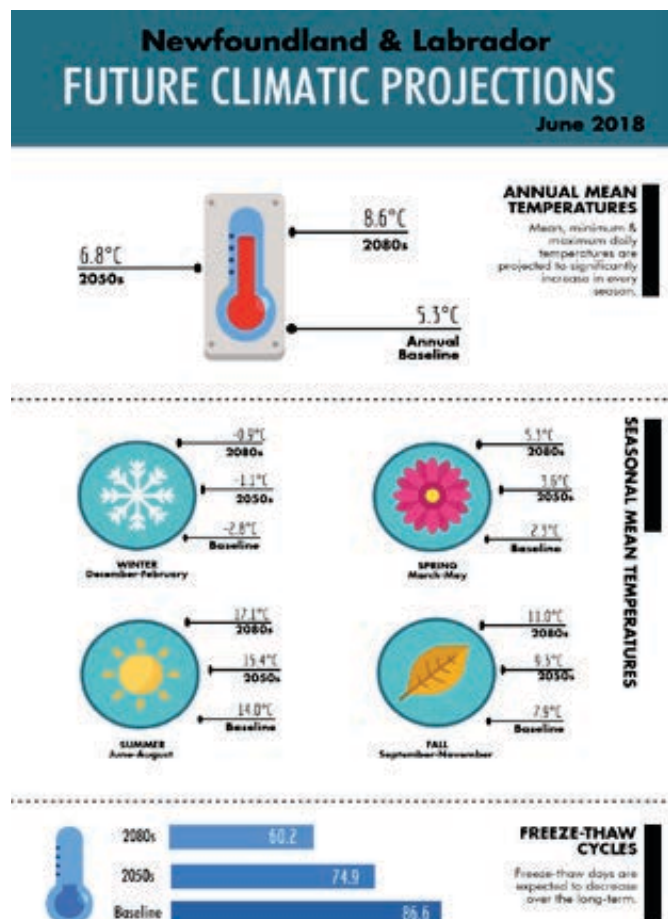 Newfoundland & Labrador
FUTURE CLIMATIC PROJECTIONS
June 2018
ANNUAL MEAN
TEMPERATURES
Mean, minimum &
maximum daily
temperatures are
projected to significantly
increase in every
season.
8.6°C
2080s
6.8°C
2050s
5.3°C
Annual
Baseline
SEASONAL MEAN TEMPERATURES
-0.9°C
2080s
-1.1°C
2050s
-2.8°C
Baseline
WINTER
December-February
5.3°C
2080s
3.6°C
2050s
2.3°C
Baseline
SPRING
March-May
17.1°C
2080s
15.4°C
2050s
14.0°C
Baseline
SUMMER
June-August
11.0°C
2080s
9.3°C
2050s
7.9°C
Baseline
FALL
September-November
FREEZE-THAW
CYCLES
Freeze-thaw days are
expected to decrease
over the long-term.
2080s 60.2
2050s 74.9
Baseline 86.6